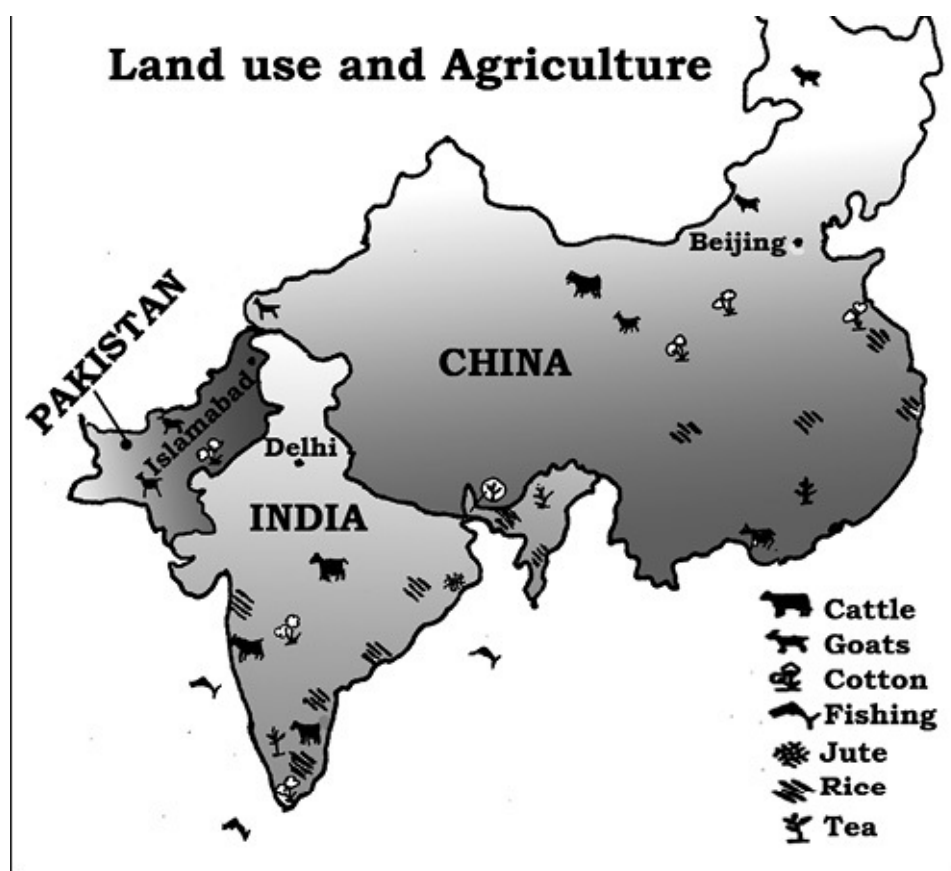 Land use and Agriculture
Beijing
PAKISTAN
CHINA
Islamabad
Delhi
INDIA
Cattle
Goats
Cotton
Fishing
Jute
Rice
Tea